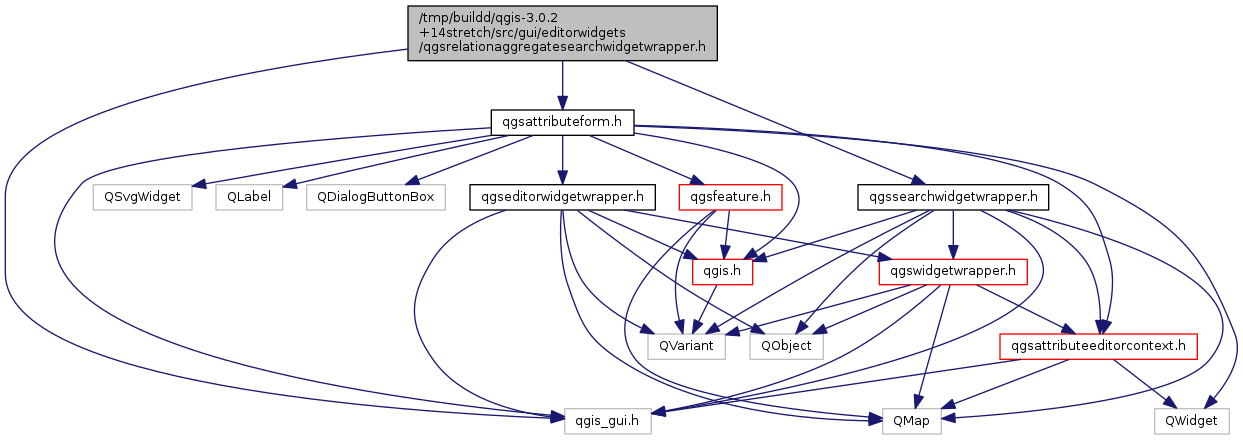 /tmp/buildd/qgis-3.0.2
+14stretch/src/gui/editorwidgets
/qgsrelationaggregatesearchwidgetwrapper.h
qgsattributeform.h
QSvgWidget
QLabel
QDialogButtonBox
qgseditorwidgetwrapper.h
qgsfeature.h
qgssearchwidgetwrapper.h
qgis.h
qgswidgetwrapper.h
QVariant
QObject
qgsattributeeditorcontext.h
qgis_gui.h
QMap
QWidget